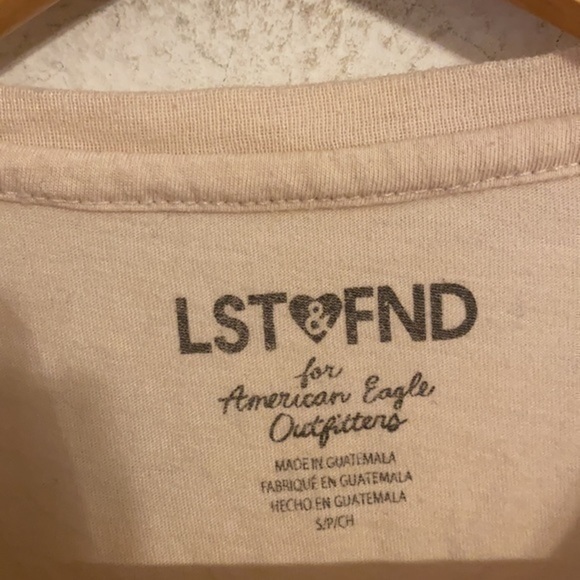 LST&FND
for
American Eagle
Outfitters
MADE IN GUATEMALA
FABRIQUÉ EN GUATEMALA
HECHO EN GUATEMALA
S/P/CH